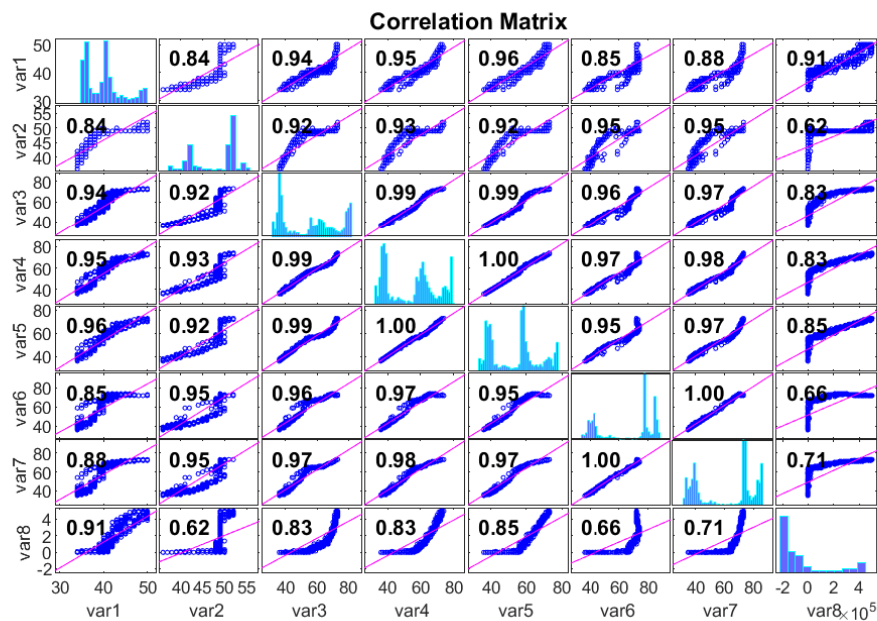 Correlation Matrix
var1 50 40 30 0.84 0.94 0.95 0.96 0.85 0.88 0.91
var2 55 50 45 40 0.84 0.92 0.93 0.92 0.95 0.95 0.62
var3 80 60 40 0.94 0.92 0.99 0.99 0.96 0.97 0.83
var4 80 60 40 0.95 0.93 0.99 1.00 0.97 0.98 0.83
var5 80 60 40 0.96 0.92 0.99 1.00 0.95 0.97 0.85
var6 80 60 40 0.85 0.95 0.96 0.97 0.95 1.00 0.66
var7 80 60 40 0.88 0.95 0.97 0.98 0.97 1.00 0.71
var8 4 2 0 -2 0.91 0.62 0.83 0.83 0.85 0.66 0.71
30 40 50 40 45 50 55 40 60 80 40 60 80 40 60 80 40 60 80 40 60 80 -2 0 2 4
var1 var2 var3 var4 var5 var6 var7 var8 ×10⁵